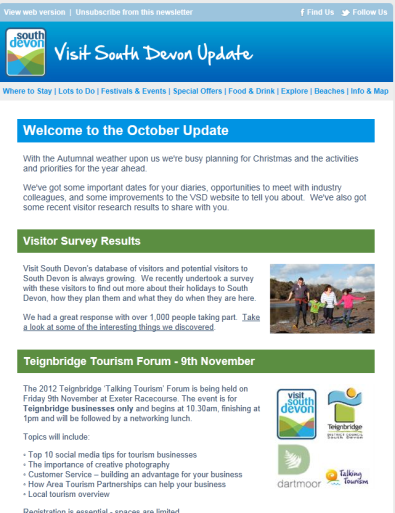 View web version | Unsubscribe from this newsletter
Find Us Follow Us
south
devon
Visit South Devon Update
Where to Stay | Lots to Do | Festivals & Events | Special Offers | Food & Drink | Explore | Beaches | Info & Map
Welcome to the October Update
With the Autumnal weather upon us we're busy planning for Christmas and the activities
and priorities for the year ahead.
We've got some important dates for your diaries, opportunities to meet with industry
colleagues, and some improvements to the VSD website to tell you about. We've also got
some recent visitor research results to share with you.
Visitor Survey Results
Visit South Devon's database of visitors and potential visitors to
South Devon is always growing. We recently undertook a survey
with these visitors to find out more about their holidays to South
Devon, how they plan them and what they do when they are here.
We had a great response with over 1,000 people taking part. Take
a look at some of the interesting things we discovered.
Teignbridge Tourism Forum - 9th November
The 2012 Teignbridge 'Talking Tourism' Forum is being held on
Friday 9th November at Exeter Racecourse. The event is for
Teignbridge businesses only and begins at 10.30am, finishing at
1pm and will be followed by a networking lunch.
Topics will include:
• Top 10 social media tips for tourism businesses
• The importance of creative photography
• Customer Service – building an advantage for your business
• How Area Tourism Partnerships can help your business
• Local tourism overview
Registration is essential - spaces are limited
visit
south
devon
Teignbridge
DISTRICT COUNCIL
SOUTH DEVON
dartmoor
Talking
Tourism